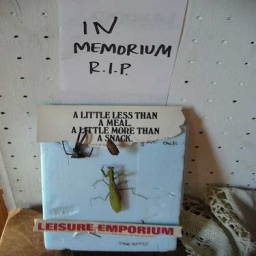 IN
MEMORIUM
R.I.P.
A LITTLE LESS THAN
A MEAL.
A LITTLE MORE THAN
A SNACK.
LEISURE EMPORIUM